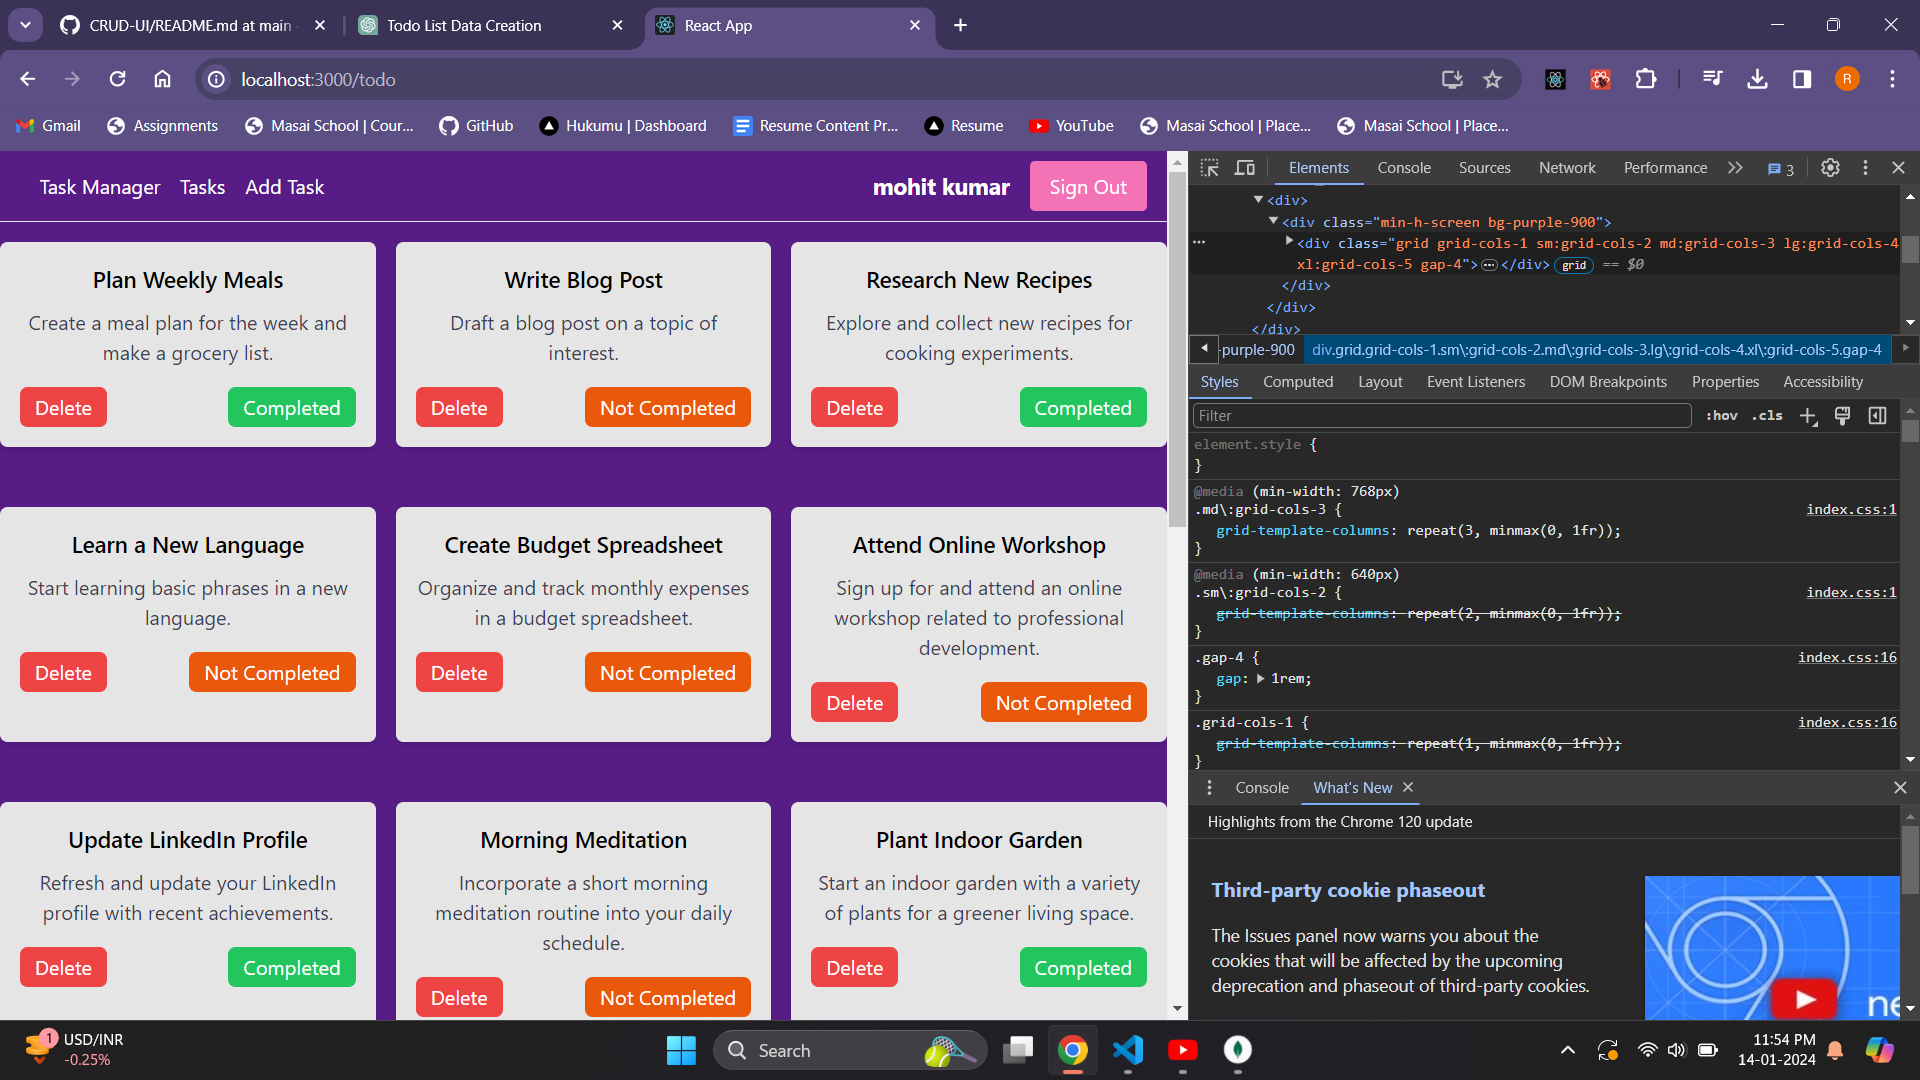 CRUD-UI/README.md at main
Todo List Data Creation
React App
localhost:3000/todo
R
Gmail
Assignments
Masai School | Cour...
GitHub
Hukumu | Dashboard
Resume Content Pr...
Resume
YouTube
Masai School | Place...
Masai School | Place...
Task Manager
Tasks
Add Task
mohit kumar
Sign Out
Plan Weekly Meals
Create a meal plan for the week and
make a grocery list.
Delete
Completed
Write Blog Post
Draft a blog post on a topic of
interest.
Delete
Not Completed
Research New Recipes
Explore and collect new recipes for
cooking experiments.
Delete
Completed
Learn a New Language
Start learning basic phrases in a new
language.
Delete
Not Completed
Create Budget Spreadsheet
Organize and track monthly expenses
in a budget spreadsheet.
Delete
Not Completed
Attend Online Workshop
Sign up for and attend an online
workshop related to professional
development.
Delete
Not Completed
Update LinkedIn Profile
Refresh and update your LinkedIn
profile with recent achievements.
Delete
Completed
Morning Meditation
Incorporate a short morning
meditation routine into your daily
schedule.
Delete
Not Completed
Plant Indoor Garden
Start an indoor garden with a variety
of plants for a greener living space.
Delete
Completed
Elements
Console
Sources
Network
Performance
3
<div>
<div class="min-h-screen bg-purple-900">
<div class="grid grid-cols-1 sm:grid-cols-2 md:grid-cols-3 lg:grid-cols-4
xl:grid-cols-5 gap-4"> … </div> grid == $0
</div>
</div>
</div>
-purple-900
div.grid.grid-cols-1.sm\:grid-cols-2.md\:grid-cols-3.lg\:grid-cols-4.xl\:grid-cols-5.gap-4
Styles
Computed
Layout
Event Listeners
DOM Breakpoints
Properties
Accessibility
Filter
:hov
.cls
element.style {
}
@media (min-width: 768px)
.md\:grid-cols-3 {
index.css:1
grid-template-columns: repeat(3, minmax(0, 1fr));
}
@media (min-width: 640px)
.sm\:grid-cols-2 {
index.css:1
grid-template-columns: repeat(2, minmax(0, 1fr));
}
.gap-4 {
index.css:16
gap: 1rem;
}
.grid-cols-1 {
index.css:16
grid-template-columns: repeat(1, minmax(0, 1fr));
}
Console
What's New
Highlights from the Chrome 120 update
Third-party cookie phaseout
The Issues panel now warns you about the
cookies that will be affected by the upcoming
deprecation and phaseout of third-party cookies.
ne
1
USD/INR
-0.25%
Search
11:54 PM
14-01-2024